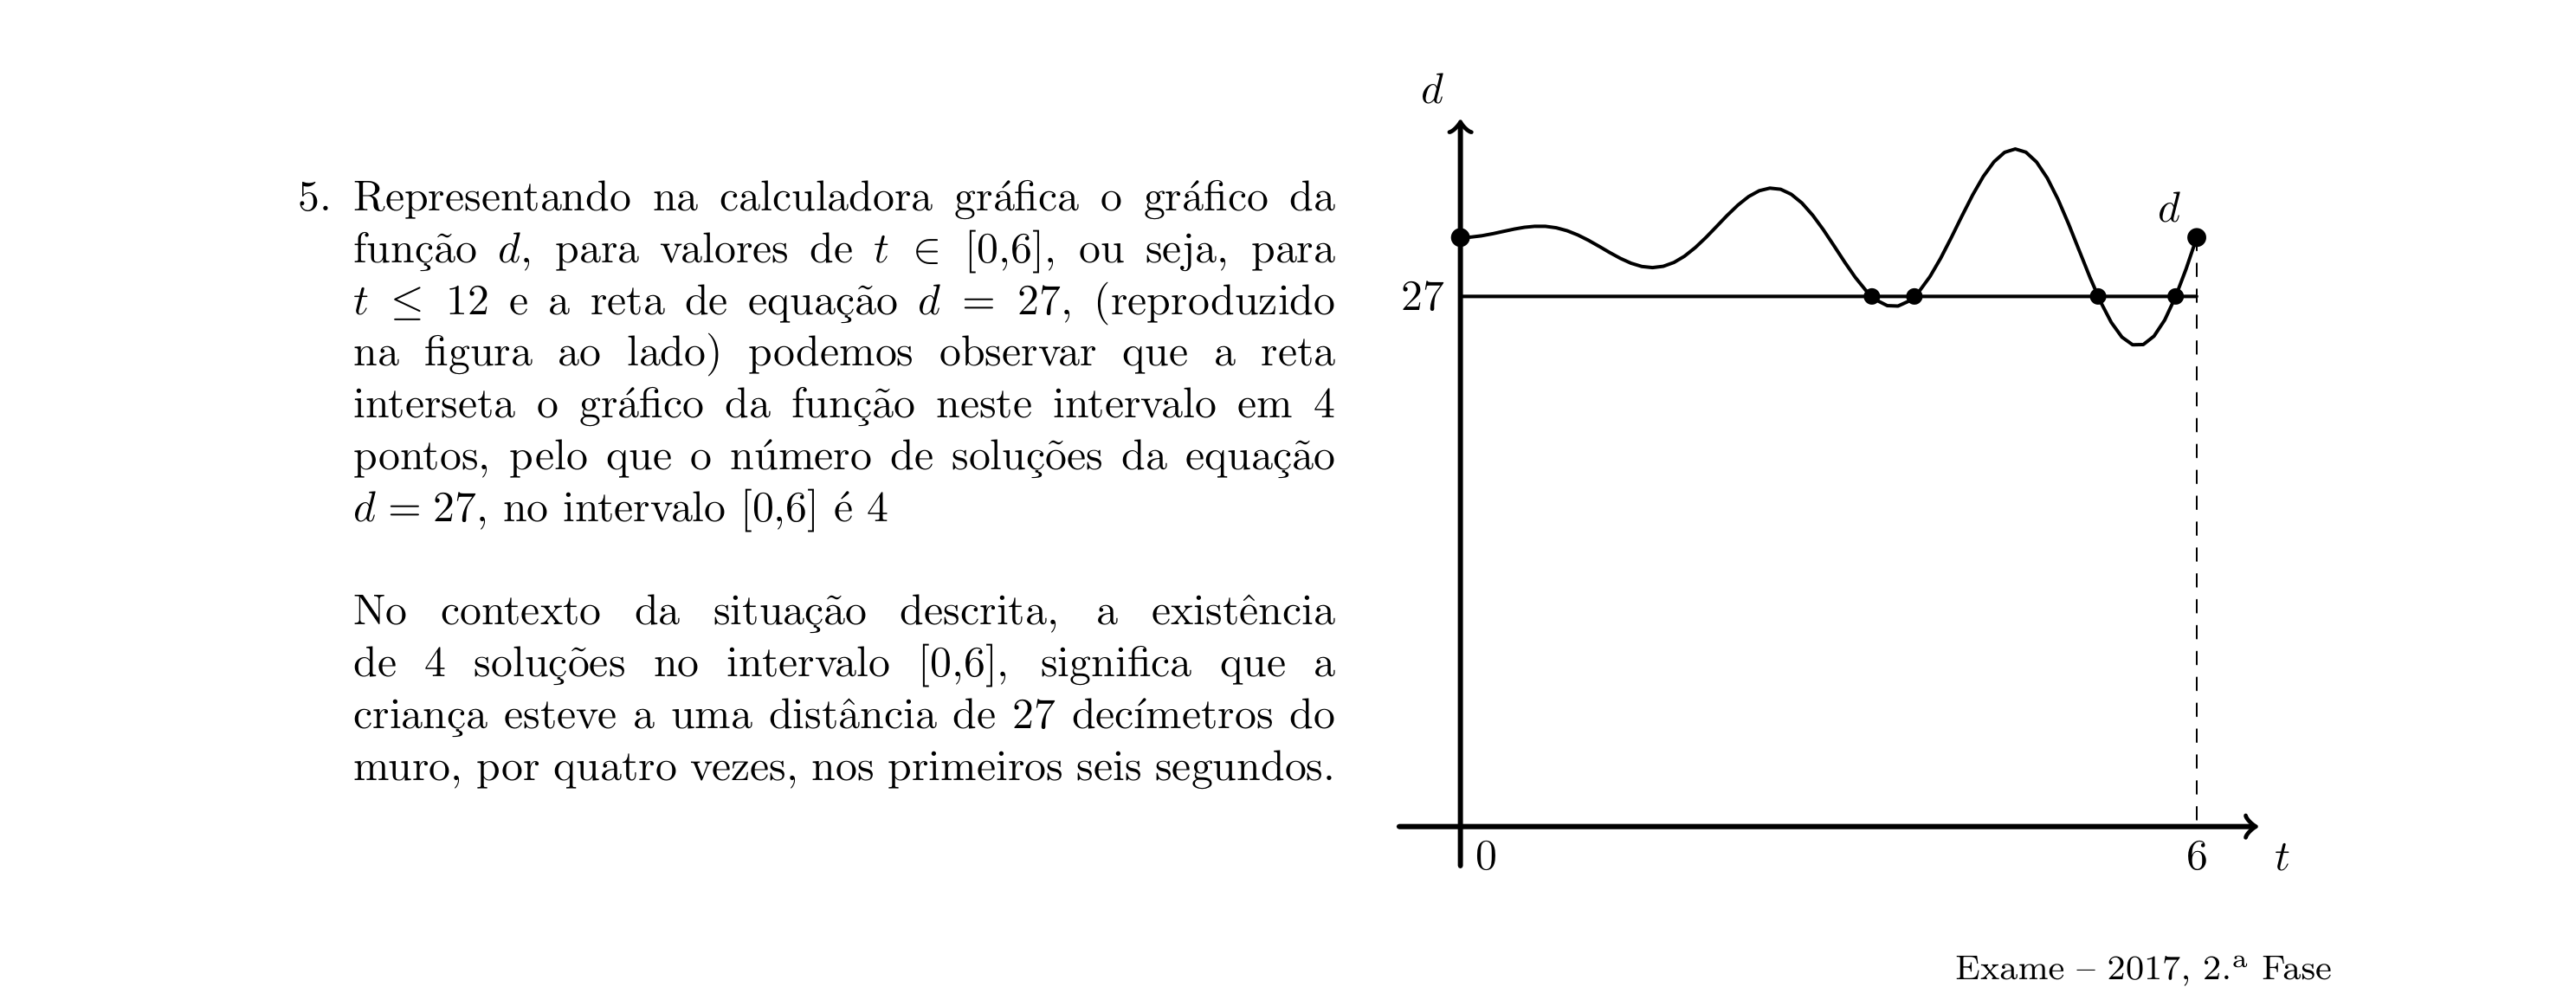 5. Representando na calculadora gráfica o gráfico da
função d, para valores de t ∈ [0,6], ou seja, para
t ≤ 12 e a reta de equação d = 27, (reproduzido
na figura ao lado) podemos observar que a reta
interseta o gráfico da função neste intervalo em 4
pontos, pelo que o número de soluções da equação
d = 27, no intervalo [0,6] é 4
No contexto da situação descrita, a existência
de 4 soluções no intervalo [0,6], significa que a
criança esteve a uma distância de 27 decímetros do
muro, por quatro vezes, nos primeiros seis segundos.
d
d
27
0
6
t
Exame – 2017, 2.ª Fase